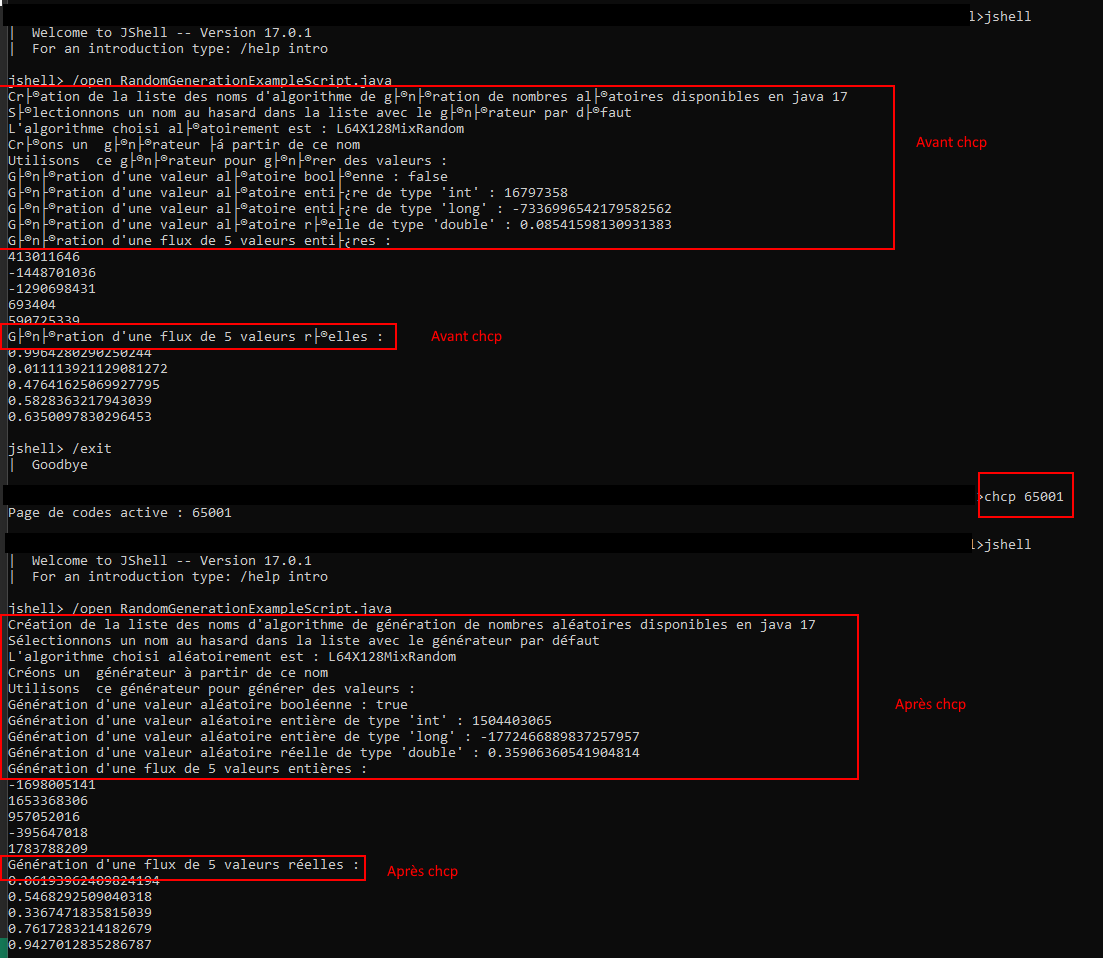 l>jshell
|  Welcome to JShell -- Version 17.0.1
|  For an introduction type: /help intro
jshell> /open RandomGenerationExampleScript.java
Cr├®ation de la liste des noms d'algorithme de g├®n├®ration de nombres al├®atoires disponibles en java 17
S├®lectionnons un nom au hasard dans la liste avec le g├®n├®rateur par d├®faut
L'algorithme choisi al├®atoirement est : L64X128MixRandom
Cr├®ons un  g├®n├®rateur ├á partir de ce nom
Utilisons  ce g├®n├®rateur pour g├®n├®rer des valeurs :
G├®n├®ration d'une valeur al├®atoire bool├®enne : false
G├®n├®ration d'une valeur al├®atoire enti├¿re de type 'int' : 16797358
G├®n├®ration d'une valeur al├®atoire enti├¿re de type 'long' : -7336996542179582562
G├®n├®ration d'une valeur al├®atoire r├®elle de type 'double' : 0.08541598130931383
G├®n├®ration d'une flux de 5 valeurs enti├¿res :
Avant chcp
413011646
-1448701036
-1290698431
693404
590725339
G├®n├®ration d'une flux de 5 valeurs r├®elles :
Avant chcp
0.9964280290250244
0.011113921129081272
0.47641625069927795
0.5828363217943039
0.6350097830296453
jshell> /exit
|  Goodbye
>chcp 65001
Page de codes active : 65001
l>jshell
|  Welcome to JShell -- Version 17.0.1
|  For an introduction type: /help intro
jshell> /open RandomGenerationExampleScript.java
Création de la liste des noms d'algorithme de génération de nombres aléatoires disponibles en java 17
Sélectionnons un nom au hasard dans la liste avec le générateur par défaut
L'algorithme choisi aléatoirement est : L64X128MixRandom
Créons un  générateur à partir de ce nom
Utilisons  ce générateur pour générer des valeurs :
Génération d'une valeur aléatoire booléenne : true
Génération d'une valeur aléatoire entière de type 'int' : 1504403065
Génération d'une valeur aléatoire entière de type 'long' : -1772466889837257957
Génération d'une valeur aléatoire réelle de type 'double' : 0.35906360541904814
Génération d'une flux de 5 valeurs entières :
Après chcp
-1698005141
1653368306
957052016
-395647018
1783788209
Génération d'une flux de 5 valeurs réelles :
Après chcp
0.06193962409824194
0.5468292509040318
0.3367471835815039
0.7617283214182679
0.9427012835286787